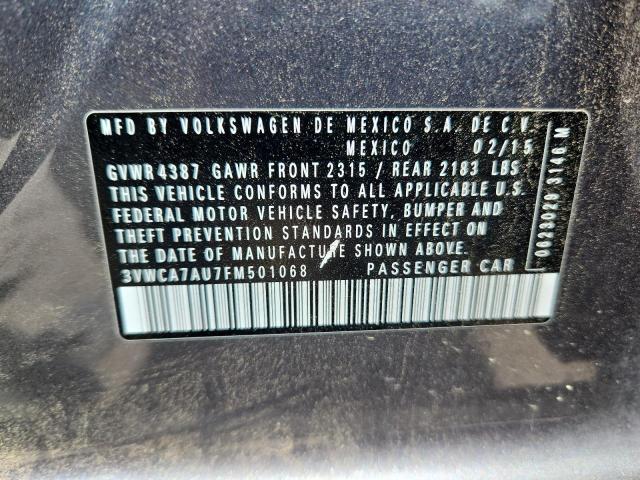 MFD BY VOLKSWAGEN DE MEXICO S.A. DE C.V.
MEXICO 02/15
GVWR 4387 GAWR FRONT 2315 / REAR 2183 LBS
THIS VEHICLE CONFORMS TO ALL APPLICABLE U.S.
FEDERAL MOTOR VEHICLE SAFETY, BUMPER AND
THEFT PREVENTION STANDARDS IN EFFECT ON
THE DATE OF MANUFACTURE SHOWN ABOVE.
3VWCA7AU7FM501068 PASSENGER CAR